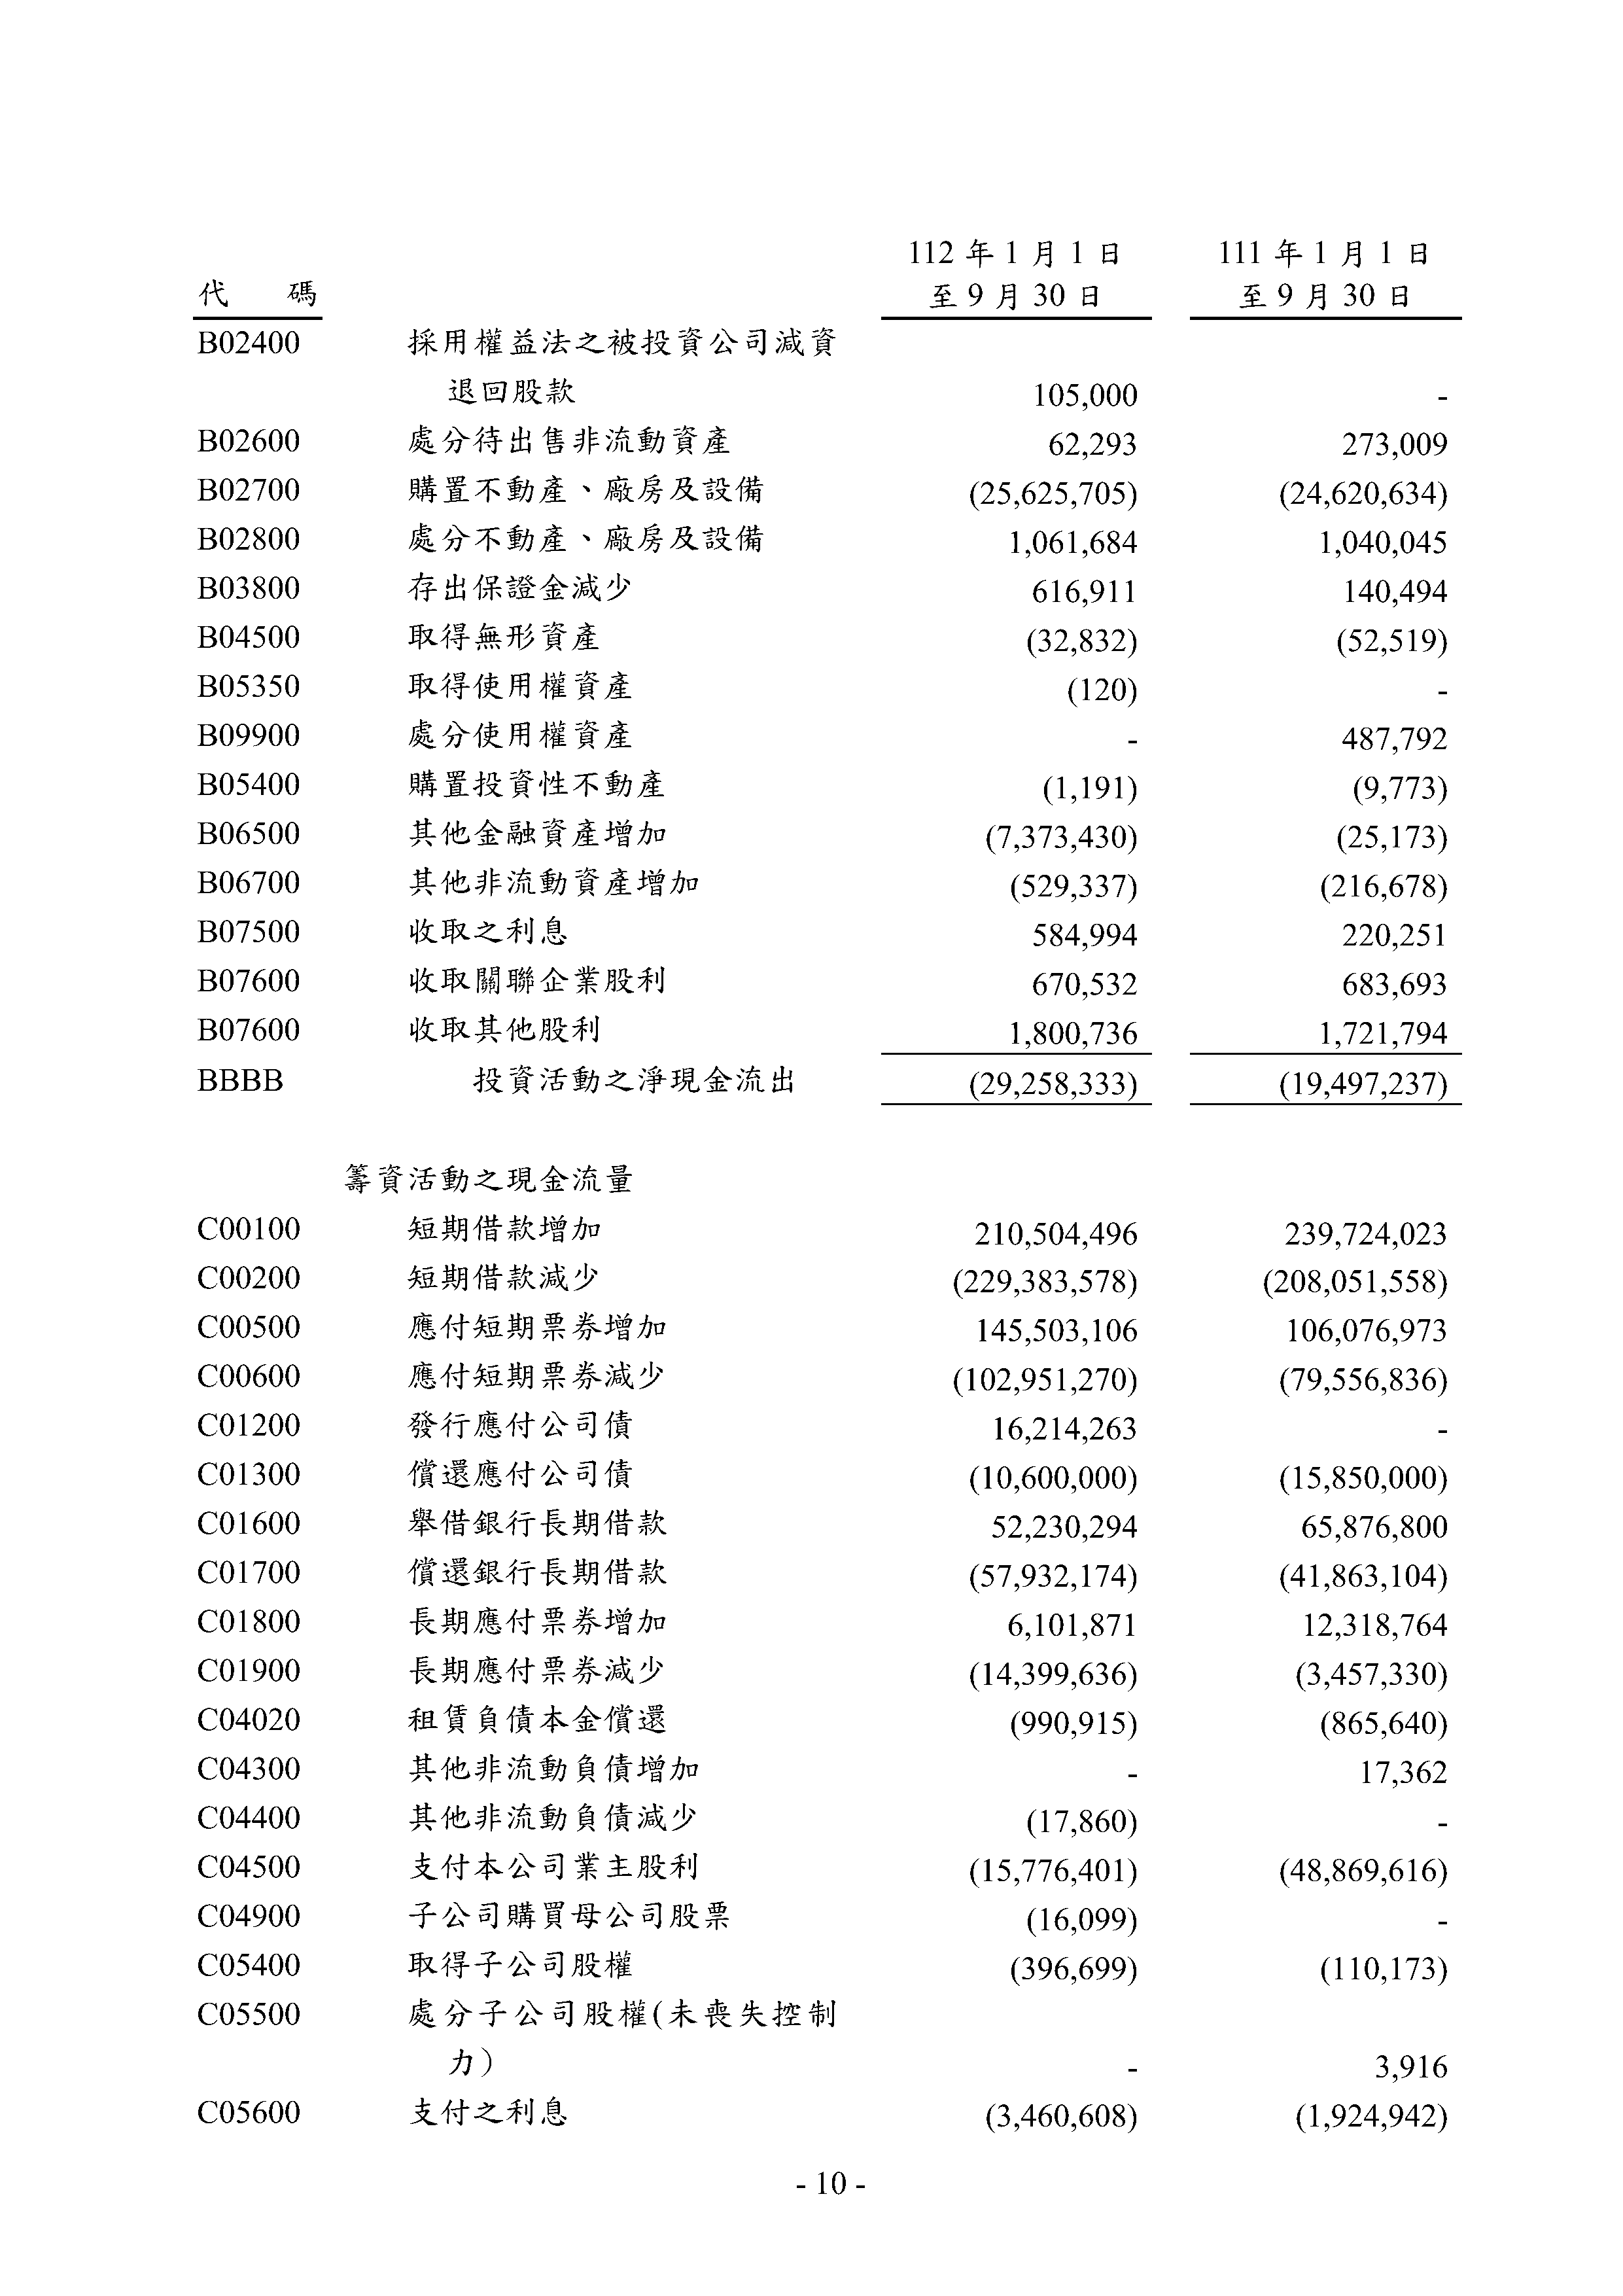 112 年 1 月 1 日 111 年 1 月 1 日
代 碼 至 9 月 30 日 至 9 月 30 日
B02400 採用權益法之被投資公司減資
退回股款 105,000 -
B02600 處分待出售非流動資產 62,293 273,009
B02700 購置不動產、廠房及設備 (25,625,705) (24,620,634)
B02800 處分不動產、廠房及設備 1,061,684 1,040,045
B03800 存出保證金減少 616,911 140,494
B04500 取得無形資產 (32,832) (52,519)
B05350 取得使用權資產 (120) -
B09900 處分使用權資產 - 487,792
B05400 購置投資性不動產 (1,191) (9,773)
B06500 其他金融資產增加 (7,373,430) (25,173)
B06700 其他非流動資產增加 (529,337) (216,678)
B07500 收取之利息 584,994 220,251
B07600 收取關聯企業股利 670,532 683,693
B07600 收取其他股利 1,800,736 1,721,794
BBBB 投資活動之淨現金流出 (29,258,333) (19,497,237)
籌資活動之現金流量
C00100 短期借款增加 210,504,496 239,724,023
C00200 短期借款減少 (229,383,578) (208,051,558)
C00500 應付短期票券增加 145,503,106 106,076,973
C00600 應付短期票券減少 (102,951,270) (79,556,836)
C01200 發行應付公司債 16,214,263 -
C01300 償還應付公司債 (10,600,000) (15,850,000)
C01600 舉借銀行長期借款 52,230,294 65,876,800
C01700 償還銀行長期借款 (57,932,174) (41,863,104)
C01800 長期應付票券增加 6,101,871 12,318,764
C01900 長期應付票券減少 (14,399,636) (3,457,330)
C04020 租賃負債本金償還 (990,915) (865,640)
C04300 其他非流動負債增加 - 17,362
C04400 其他非流動負債減少 (17,860) -
C04500 支付本公司業主股利 (15,776,401) (48,869,616)
C04900 子公司購買母公司股票 (16,099) -
C05400 取得子公司股權 (396,699) (110,173)
C05500 處分子公司股權(未喪失控制
力) - 3,916
C05600 支付之利息 (3,460,608) (1,924,942)
- 10 -